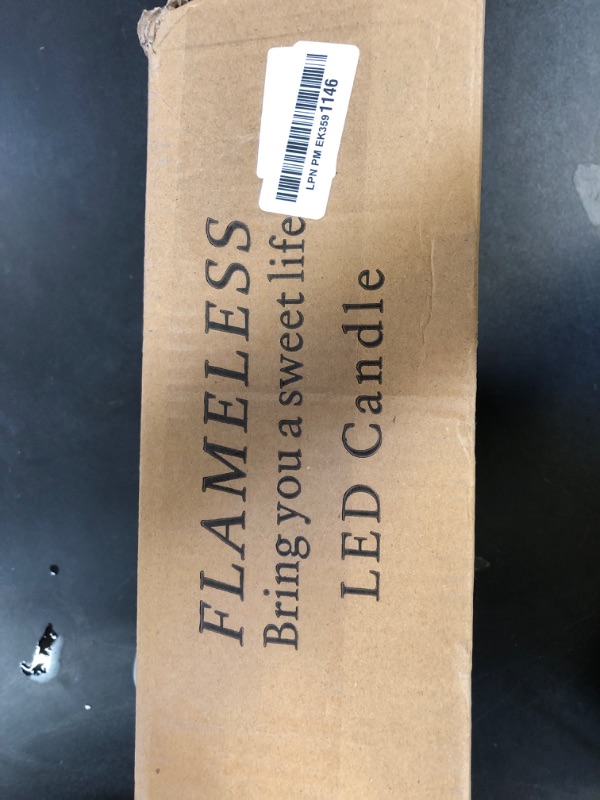 LPN PM EK3591146
FLAMELESS
Bring you a sweet life
LED Candle